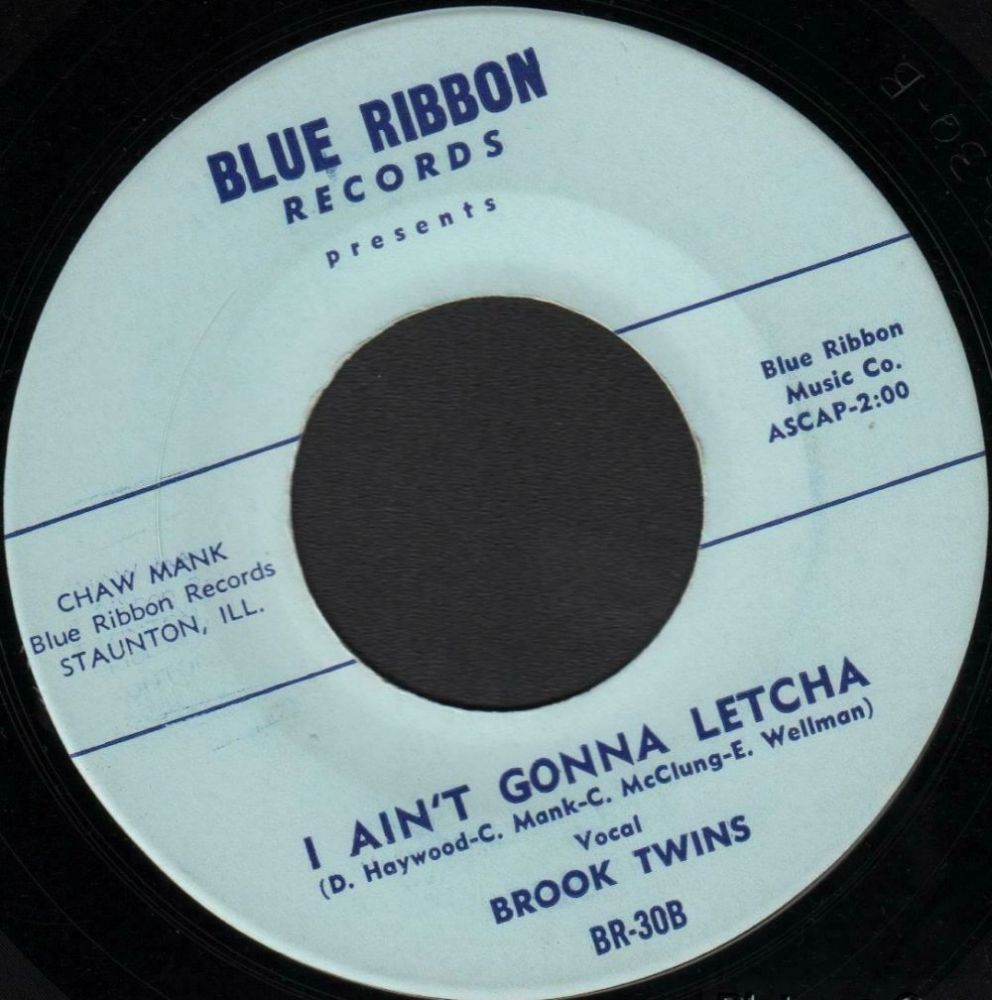 BLUE RIBBON
RECORDS
presents
Blue Ribbon
Music Co.
ASCAP-2:00
CHAW MANK
Blue Ribbon Records
STAUNTON, ILL.
I AIN'T GONNA LETCHA
(D. Haywood-C. Mank-C. McClung-E. Wellman)
Vocal
BROOK TWINS
BR-30B